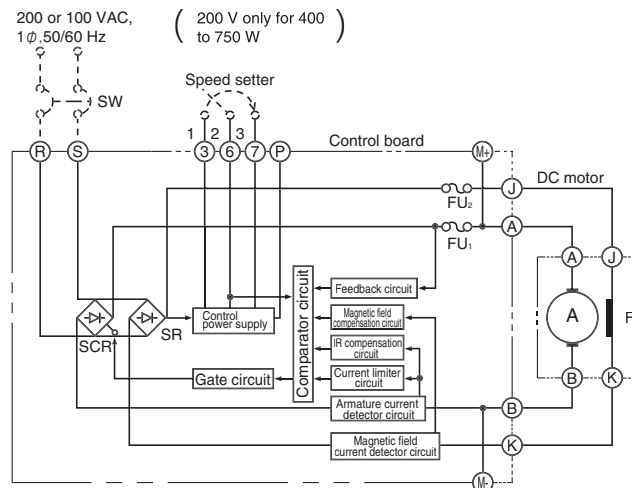 200 or 100 VAC,
1ϕ,50/60 Hz
( 200 V only for 400
to 750 W )
Speed setter
SW
1 2 3
R S 3 6 7 P
Control board
M+
J
DC motor
FU2
A
FU1
A J
Feedback circuit
Magnetic field
compensation circuit
IR compensation
circuit
Current limiter
circuit
Comparator circuit
Control
power supply
SR
SCR
Gate circuit
Armature current
detector circuit
Magnetic field
current detector circuit
A
F
B K
B
K
M-